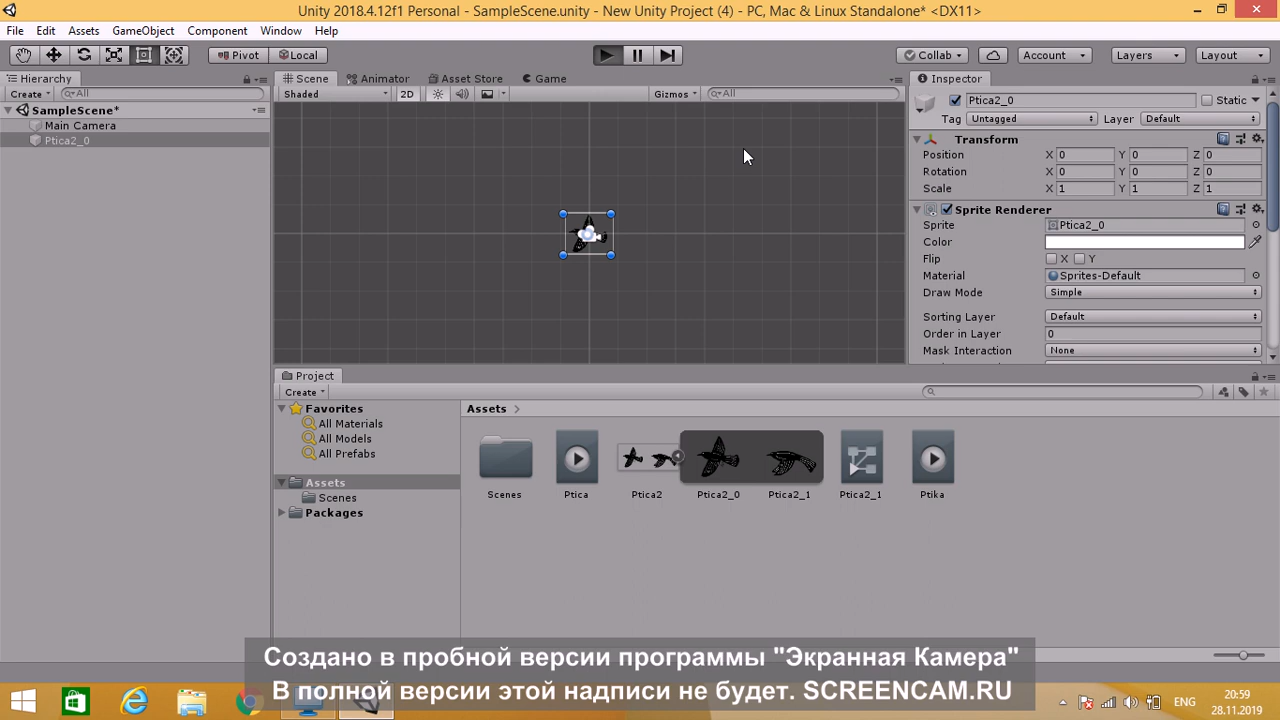 Unity 2018.4.12f1 Personal - SampleScene.unity - New Unity Project (4) - PC, Mac & Linux Standalone* <DX11>
File Edit Assets GameObject Component Window Help
Pivot Local Collab Account Layers Layout
Hierarchy
Create All
SampleScene*
Main Camera
Ptica2_0
Scene Animator Asset Store Game
Shaded 2D Gizmos All
Inspector
Ptica2_0 Static
Tag Untagged Layer Default
Transform
Position X 0 Y 0 Z 0
Rotation X 0 Y 0 Z 0
Scale X 1 Y 1 Z 1
Sprite Renderer
Sprite Ptica2_0
Color
Flip X Y
Material Sprites-Default
Draw Mode Simple
Sorting Layer Default
Order in Layer 0
Mask Interaction None
Project
Create
Favorites
All Materials
All Models
All Prefabs
Assets
Scenes
Packages
Assets
Scenes Ptica Ptica2 Ptica2_0 Ptica2_1 Ptica2_1 Ptika
Создано в пробной версии программы "Экранная Камера"
В полной версии этой надписи не будет. SCREENCAM.RU
ENG
20:59
28.11.2019